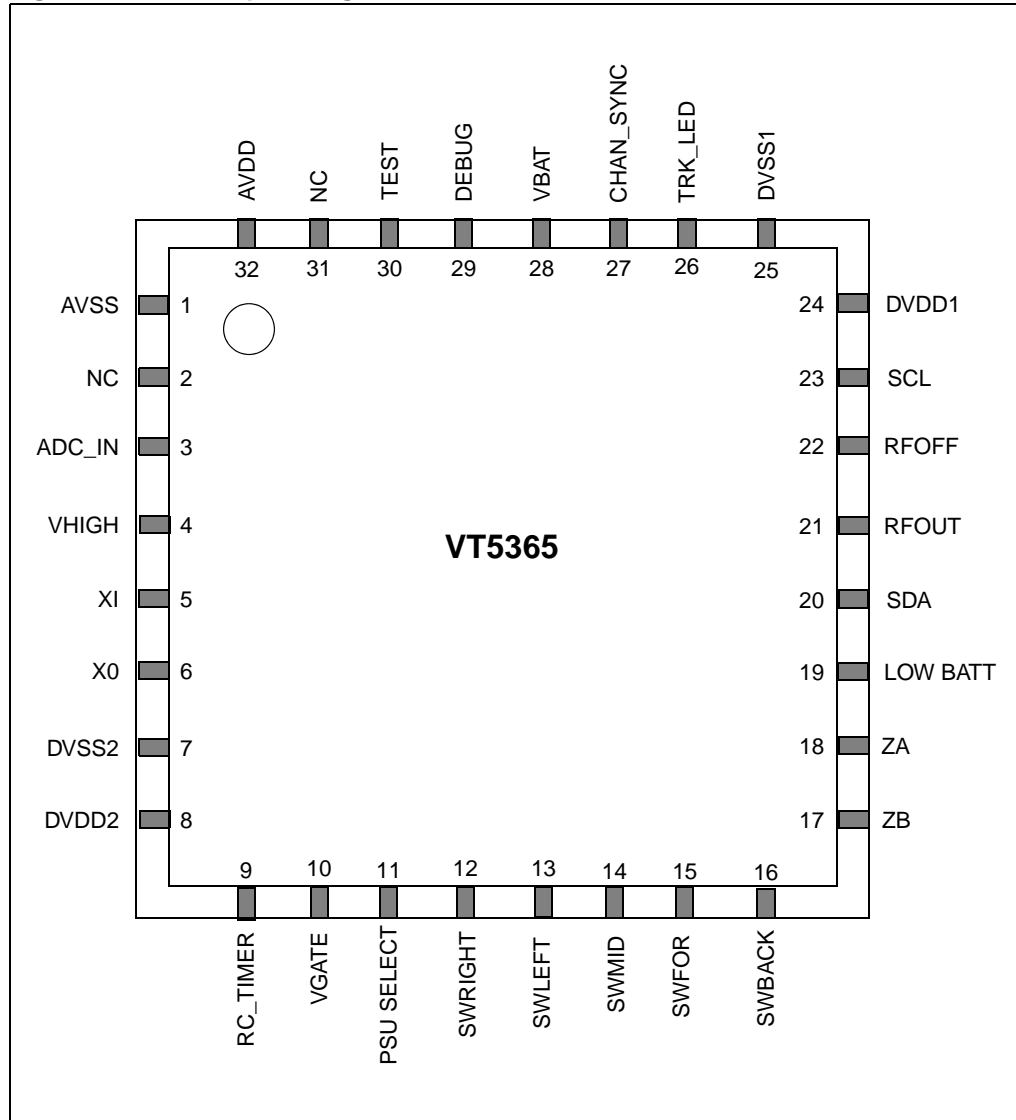 AVDD
NC
TEST
DEBUG
VBAT
CHAN_SYNC
TRK_LED
DVSS1
32
31
30
29
28
27
26
25
AVSS 1
NC 2
ADC_IN 3
VHIGH 4
XI 5
X0 6
DVSS2 7
DVDD2 8
VT5365
24 DVDD1
23 SCL
22 RFOFF
21 RFOUT
20 SDA
19 LOW BATT
18 ZA
17 ZB
9
10
11
12
13
14
15
16
RC_TIMER
VGATE
PSU SELECT
SWRIGHT
SWLEFT
SWMID
SWFOR
SWBACK